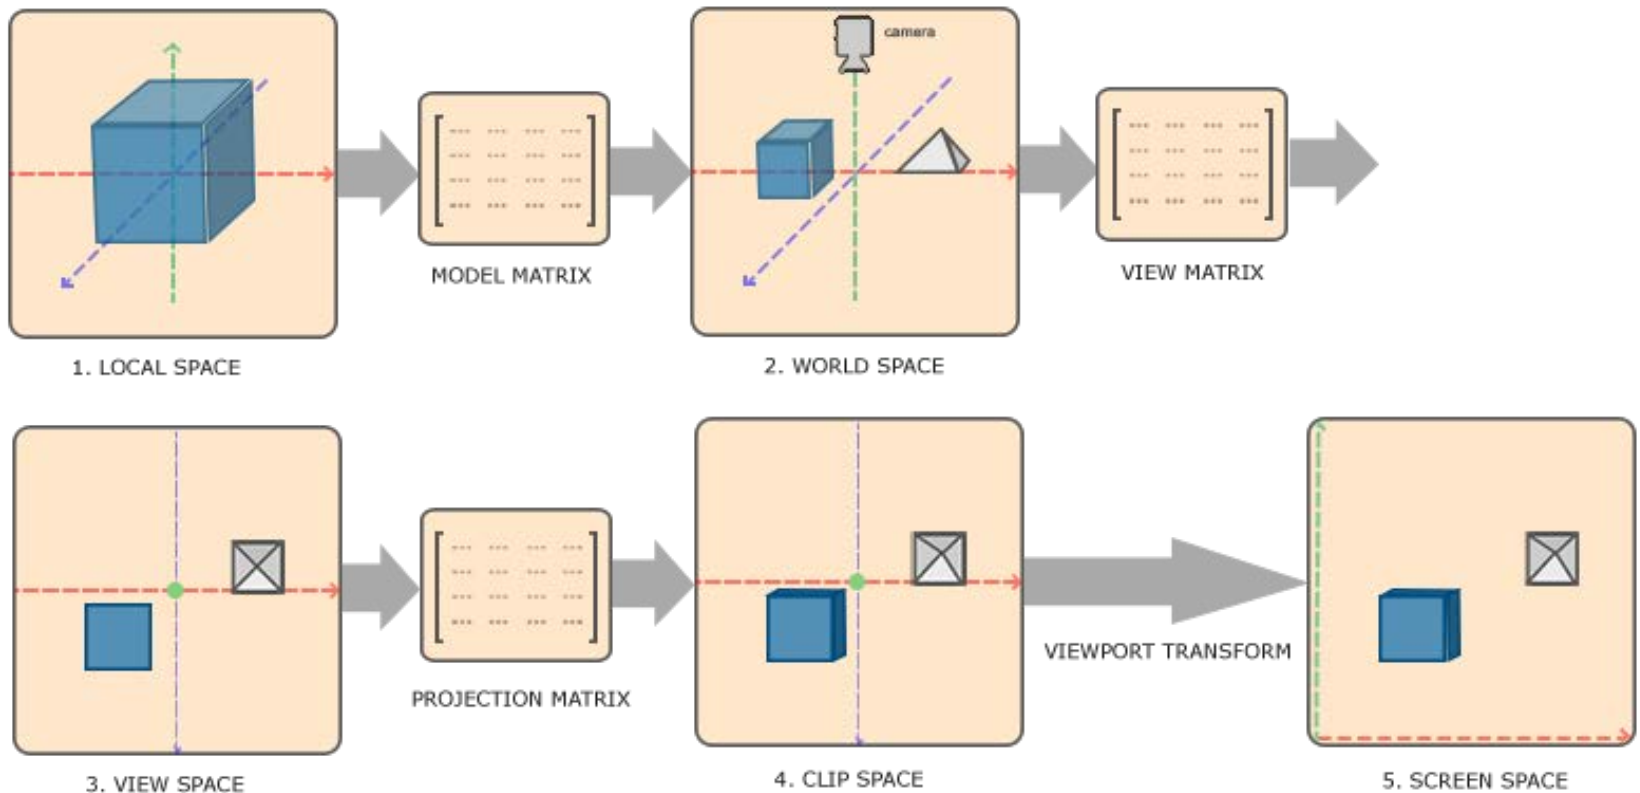 camera
MODEL MATRIX
VIEW MATRIX
1. LOCAL SPACE
2. WORLD SPACE
PROJECTION MATRIX
VIEWPORT TRANSFORM
3. VIEW SPACE
4. CLIP SPACE
5. SCREEN SPACE